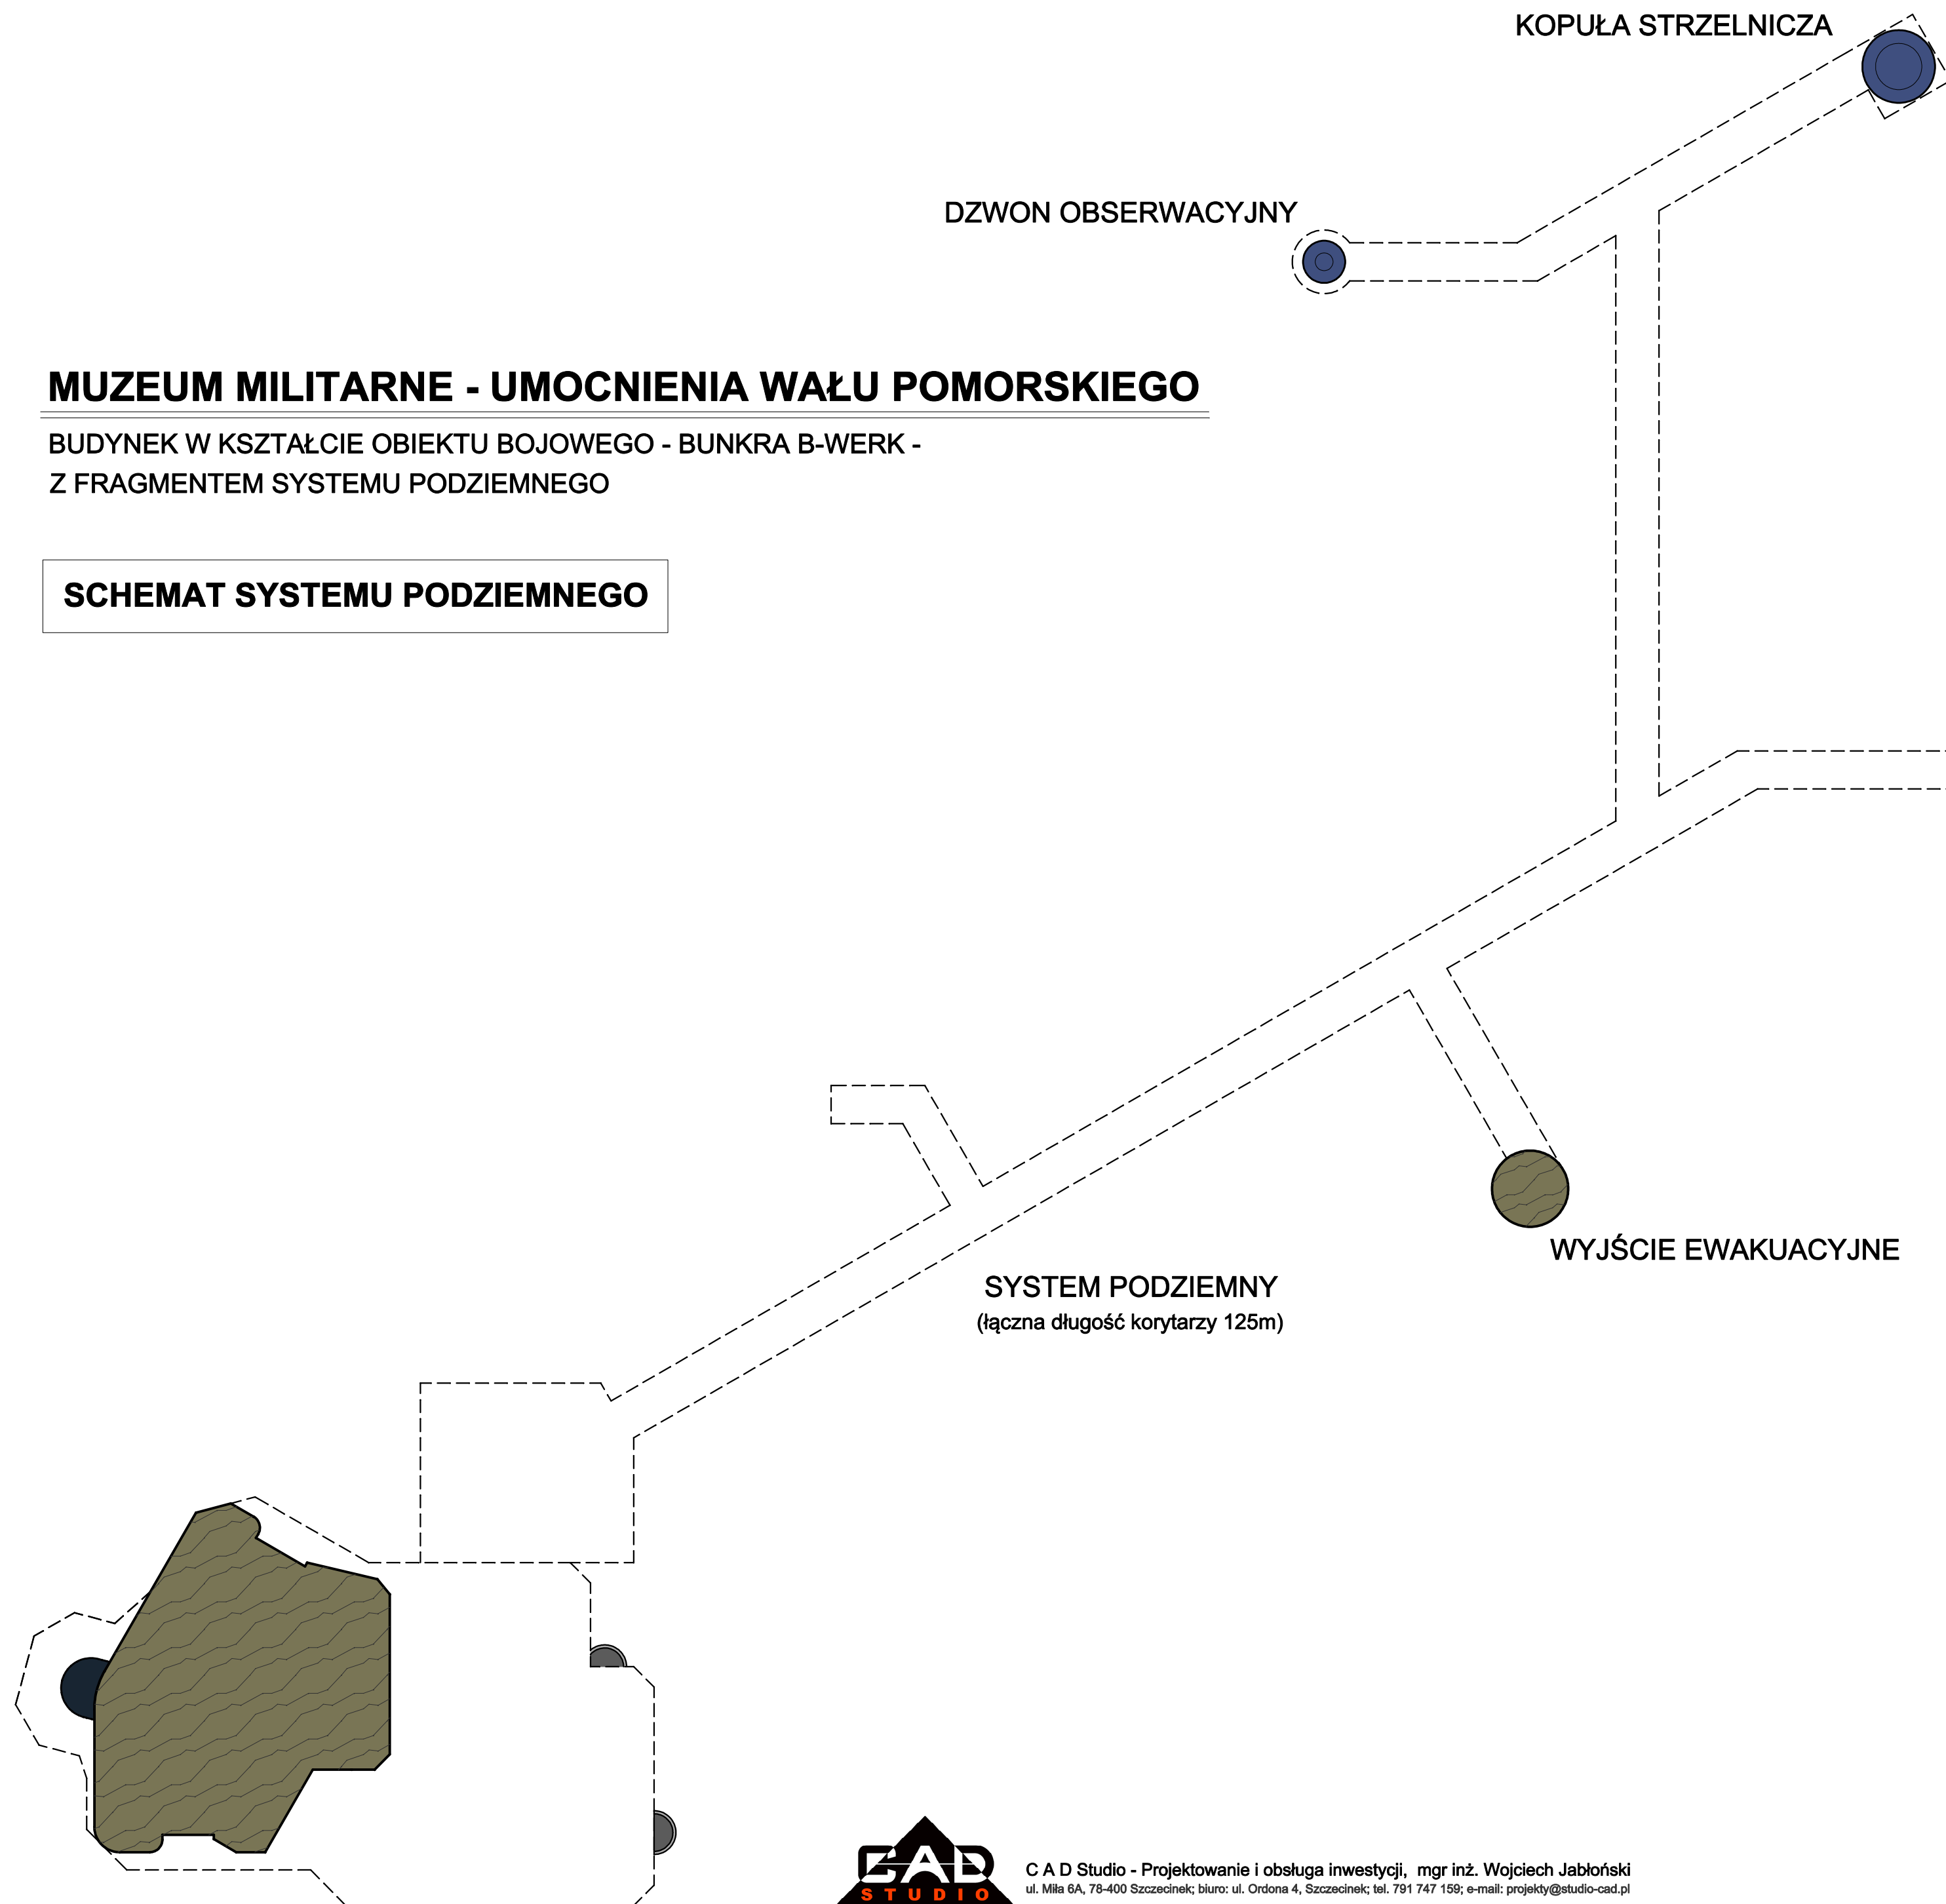 KOPUŁA STRZELNICZA
DZWON OBSERWACYJNY
MUZEUM MILITARNE - UMOCNIENIA WAŁU POMORSKIEGO
BUDYNEK W KSZTAŁCIE OBIEKTU BOJOWEGO - BUNKRA B-WERK -
Z FRAGMENTEM SYSTEMU PODZIEMNEGO
SCHEMAT SYSTEMU PODZIEMNEGO
WYJŚCIE EWAKUACYJNE
SYSTEM PODZIEMNY
(łączna długość korytarzy 125m)
CAD
STUDIO
C A D Studio - Projektowanie i obsługa inwestycji, mgr inż. Wojciech Jabłoński
ul. Miła 6A, 78-400 Szczecinek; biuro: ul. Ordona 4, Szczecinek; tel. 791 747 159; e-mail: projekty@studio-cad.pl